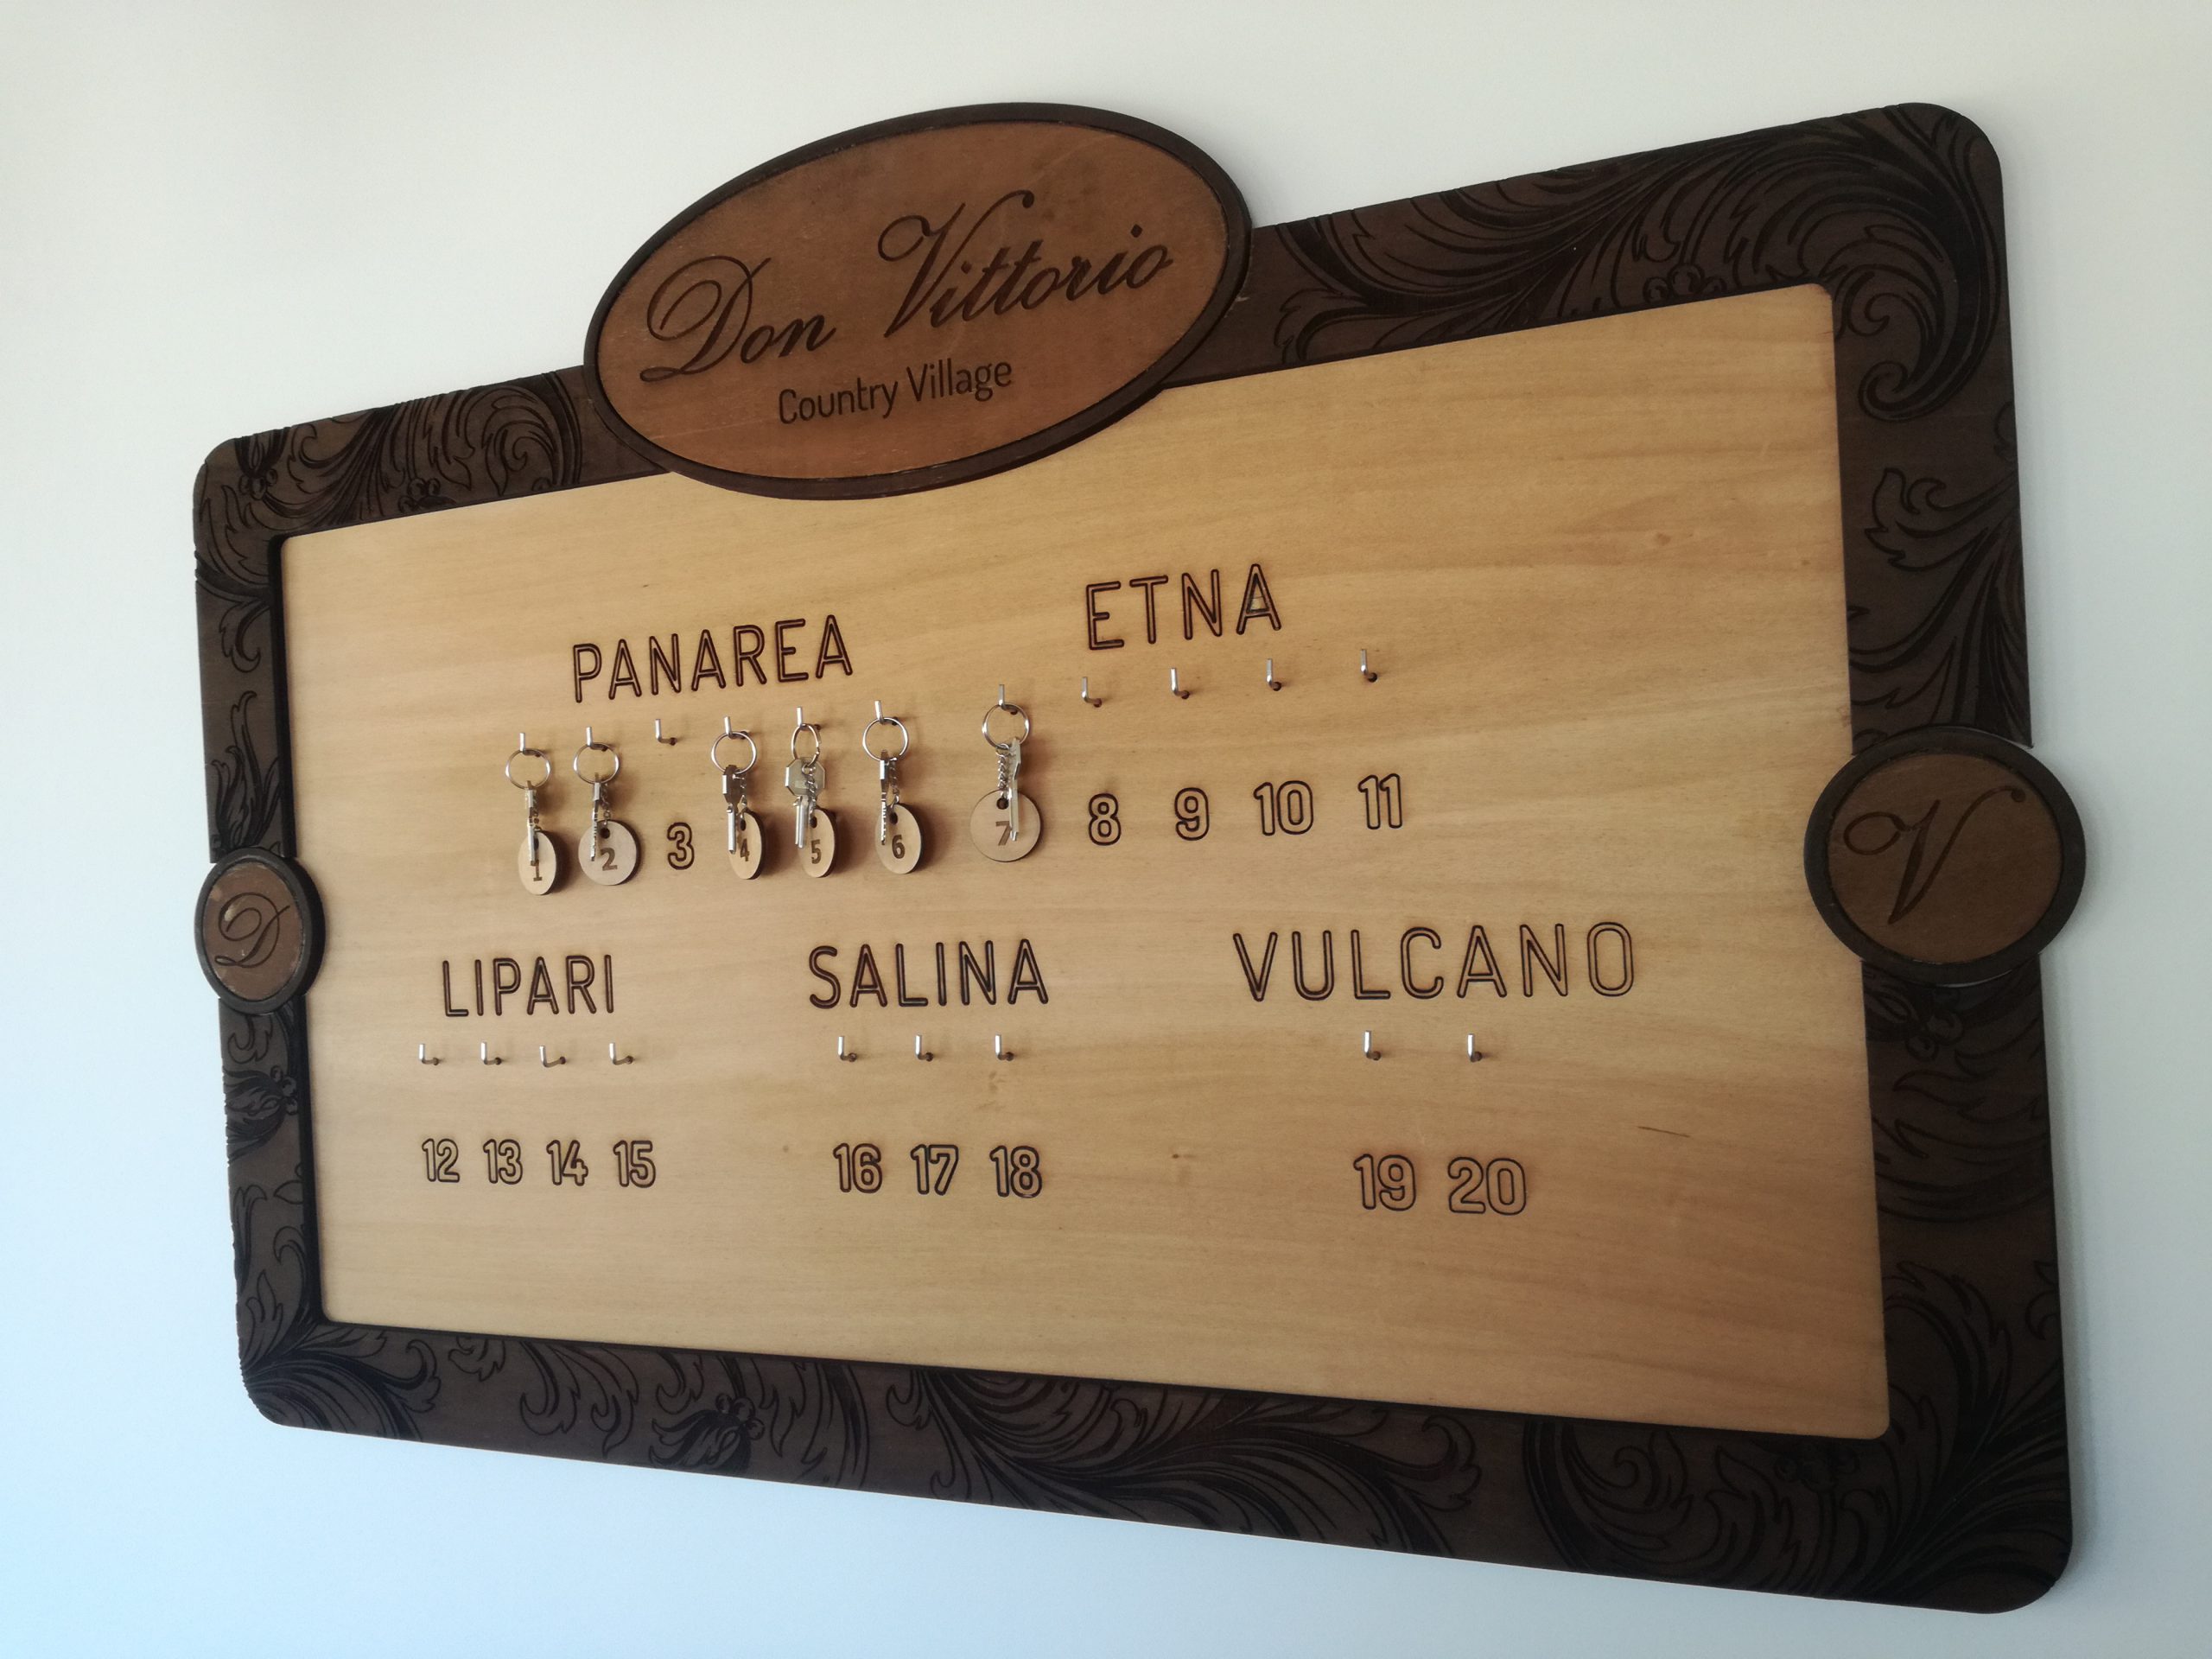 Don Vittorio
Country Village
PANAREA
ETNA
1 2 3 4 5 6
7 8 9 10 11
D
V
LIPARI
SALINA
VULCANO
12 13 14 15
16 17 18
19 20